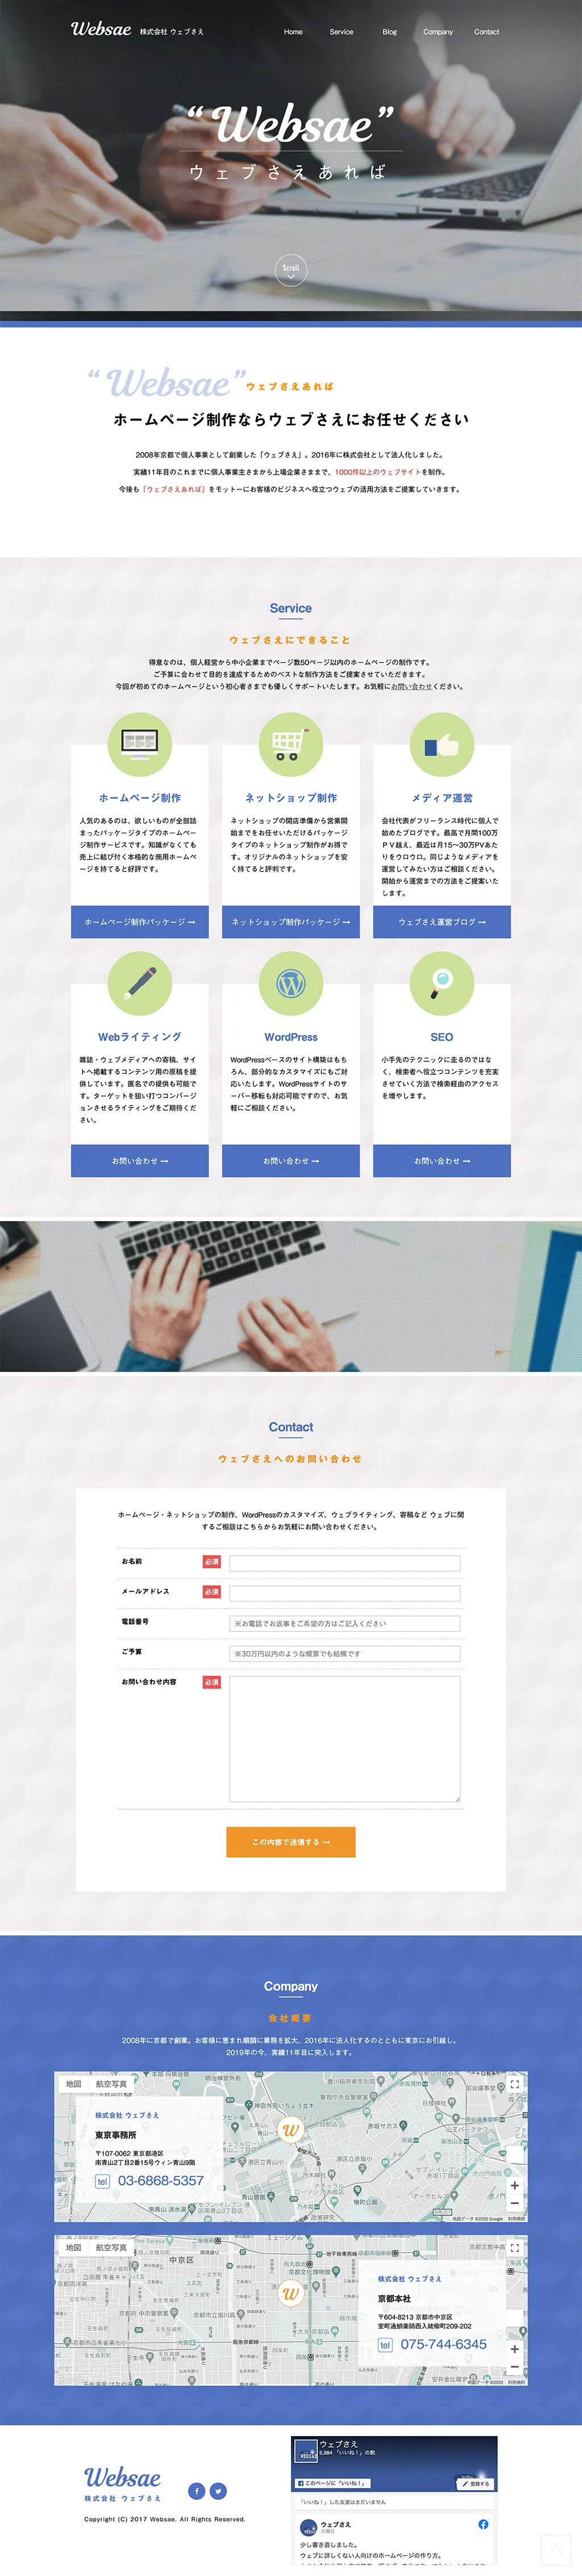 Websae 株式会社 ウェブさえ
Home Service Blog Company Contact
“Websae”
ウェブさえあれば
Scroll
“Websae” ウェブさえあれば
ホームページ制作ならウェブさえにお任せください
2008年京都で個人事業として創業した「ウェブさえ」。2016年に株式会社として法人化しました。
実績11年目のこれまでに個人事業主さまから上場企業さままで、1000件以上のウェブサイトを制作。
今後も「ウェブさえあれば」をモットーにお客様のビジネスへ役立つウェブの活用方法をご提案していきます。
Service
ウェブさえにできること
得意なのは、個人経営から中小企業までページ数50ページ以内のホームページの制作です。
ご予算に合わせて目的を達成するためのベストな制作方法をご提案させていただきます。
今回が初めてのホームページという初心者さまでも優しくサポートいたします。お気軽にお問い合わせください。
ホームページ制作
人気のあるのは、欲しいものが全部詰
まったパッケージタイプのホームペー
ジ制作サービスです。知識がなくても
売上に結び付く本格的な商用ホームペ
ージを持てると好評です。
ホームページ制作パッケージ →
ネットショップ制作
ネットショップの開店準備から営業開
始までをお任せいただけるパッケージ
タイプのネットショップ制作がお得で
す。オリジナルのネットショップを安
く持てると評判です。
ネットショップ制作パッケージ →
メディア運営
会社代表がフリーランス時代に個人で
始めたブログです。最高で月間100万
PV越え、最近は月15〜30万PVあた
りをウロウロ。同じようなメディアを
運営してみたい方はご相談ください。
開始から運営までの方法をご提案いた
します。
ウェブさえ運営ブログ →
Webライティング
雑誌・ウェブメディアへの寄稿、サイ
トへ掲載するコンテンツ用の原稿を提
供しています。匿名での提供も可能で
す。ターゲットを狙い打つコンバージ
ョンさせるライティングをご期待くだ
さい。
お問い合わせ →
WordPress
WordPressベースのサイト構築はもち
ろん、部分的なカスタマイズにもご対
応いたします。WordPressサイトのサ
ーバー移転も対応可能ですので、お気
軽にご相談ください。
お問い合わせ →
SEO
小手先のテクニックに走るのではな
く、検索者へ役立つコンテンツを充実
させていく方法で検索経由のアクセス
を増やします。
お問い合わせ →
Contact
ウェブさえへのお問い合わせ
ホームページ・ネットショップの制作、WordPressのカスタマイズ、ウェブライティング、寄稿など ウェブに関
するご相談はこちらからお気軽にお問い合わせください。
お名前 必須
メールアドレス 必須
電話番号 ※お電話でお返事をご希望の方はご記入ください
ご予算 ※30万円以内のような概算でも結構です
お問い合わせ内容 必須
この内容で送信する →
Company
会社概要
2008年に京都で創業。お客様に恵まれ順調に業務を拡大、2016年に法人化するのとともに東京にお引越し。
2019年の今、実績11年目に突入します。
地図 航空写真
株式会社 ウェブさえ
東京事務所
〒107-0062 東京都港区
南青山2丁目2番15号ウィン青山9階
tel 03-6868-5357
W
地図 航空写真
中京区
W
株式会社 ウェブさえ
京都本社
〒604-8213 京都市中京区
室町通蛸薬師西入姥柳町209-202
tel 075-744-6345
Websae
株式会社 ウェブさえ
Copyright (C) 2017 Websae. All Rights Reserved.
ウェブさえ
5,984 「いいね！」の数
このページに「いいね！」
登録する
「いいね！」した友達はまだいません
ウェブさえ
少し書き直しました。
ウェブに詳しくない人向けのホームページの作り方。